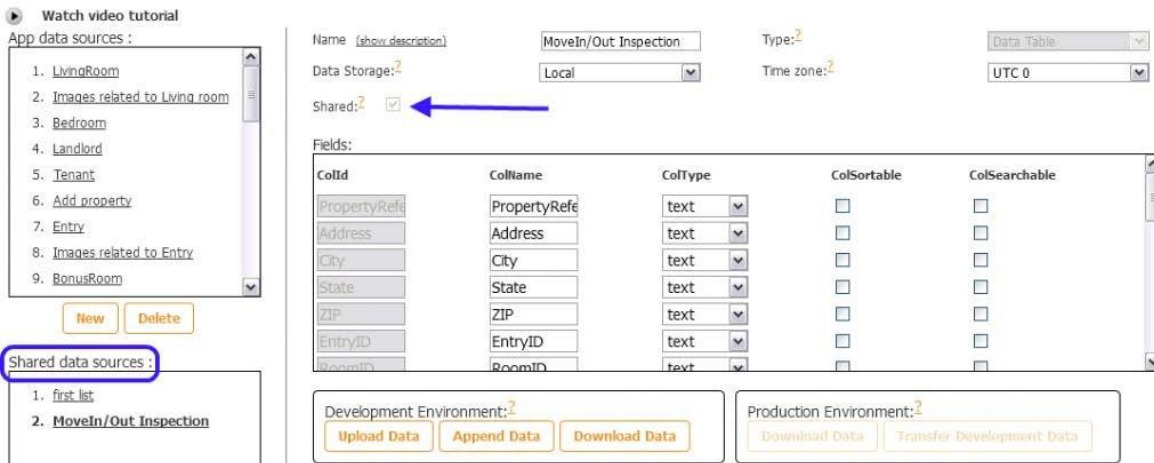 Watch video tutorial
App data sources :
1. LivingRoom
2. Images related to Living room
3. Bedroom
4. Landlord
5. Tenant
6. Add property
7. Entry
8. Images related to Entry
9. BonusRoom
New Delete
Shared data sources :
1. first list
2. MoveIn/Out Inspection
Name (show description) MoveIn/Out Inspection Type:? Data Table
Data Storage:? Local Time zone:? UTC 0
Shared:?
Fields:
ColId ColName ColType ColSortable ColSearchable
PropertyRefe PropertyRefe text
Address Address text
City City text
State State text
ZIP ZIP text
EntryID EntryID text
RoomID RoomID text
Development Environment:?
Upload Data Append Data Download Data
Production Environment:?
Download Data Transfer Development Data